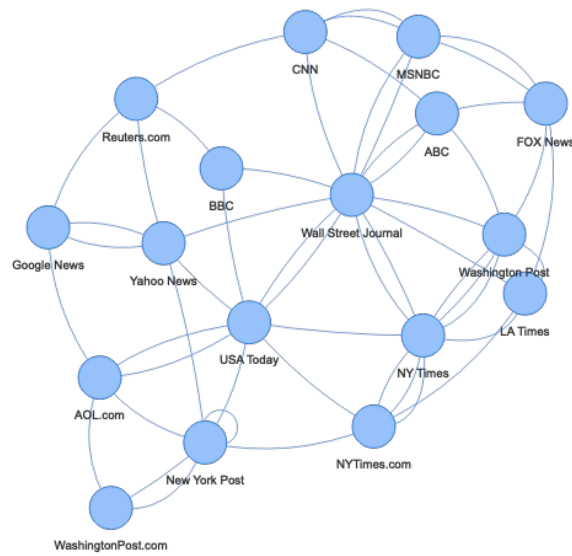 CNN
MSNBC
Reuters.com
ABC
FOX News
BBC
Wall Street Journal
Google News
Yahoo News
Washington Post
LA Times
USA Today
NY Times
AOL.com
New York Post
NYTimes.com
WashingtonPost.com